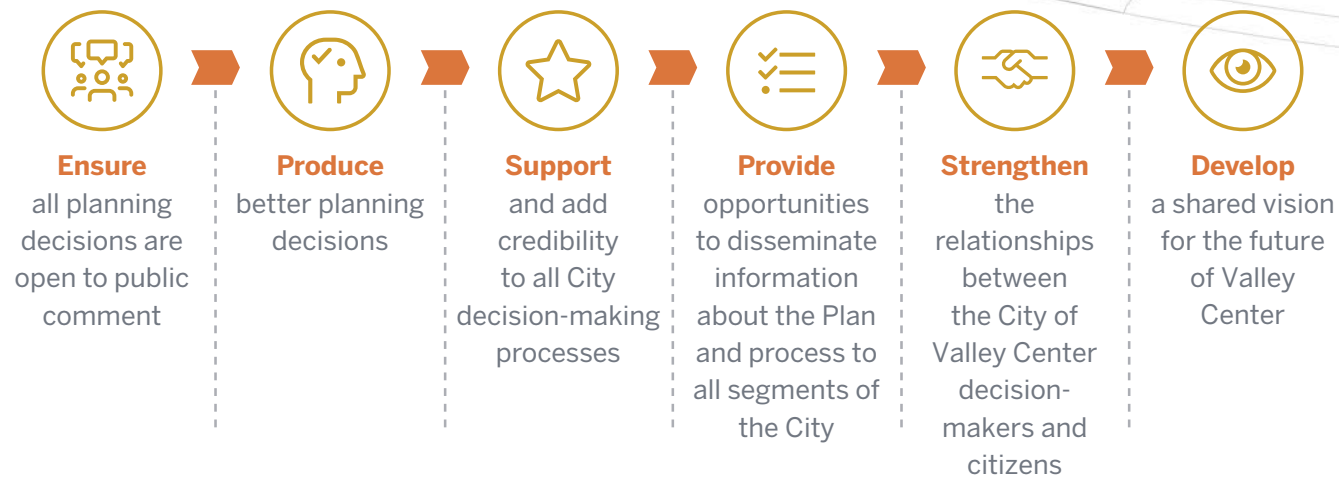 Ensure
all planning
decisions are
open to public
comment
Produce
better planning
decisions
Support
and add
credibility
to all City
decision-making
processes
Provide
opportunities
to disseminate
information
about the Plan
and process to
all segments of
the City
Strengthen
the
relationships
between
the City of
Valley Center
decision-
makers and
citizens
Develop
a shared vision
for the future
of Valley
Center